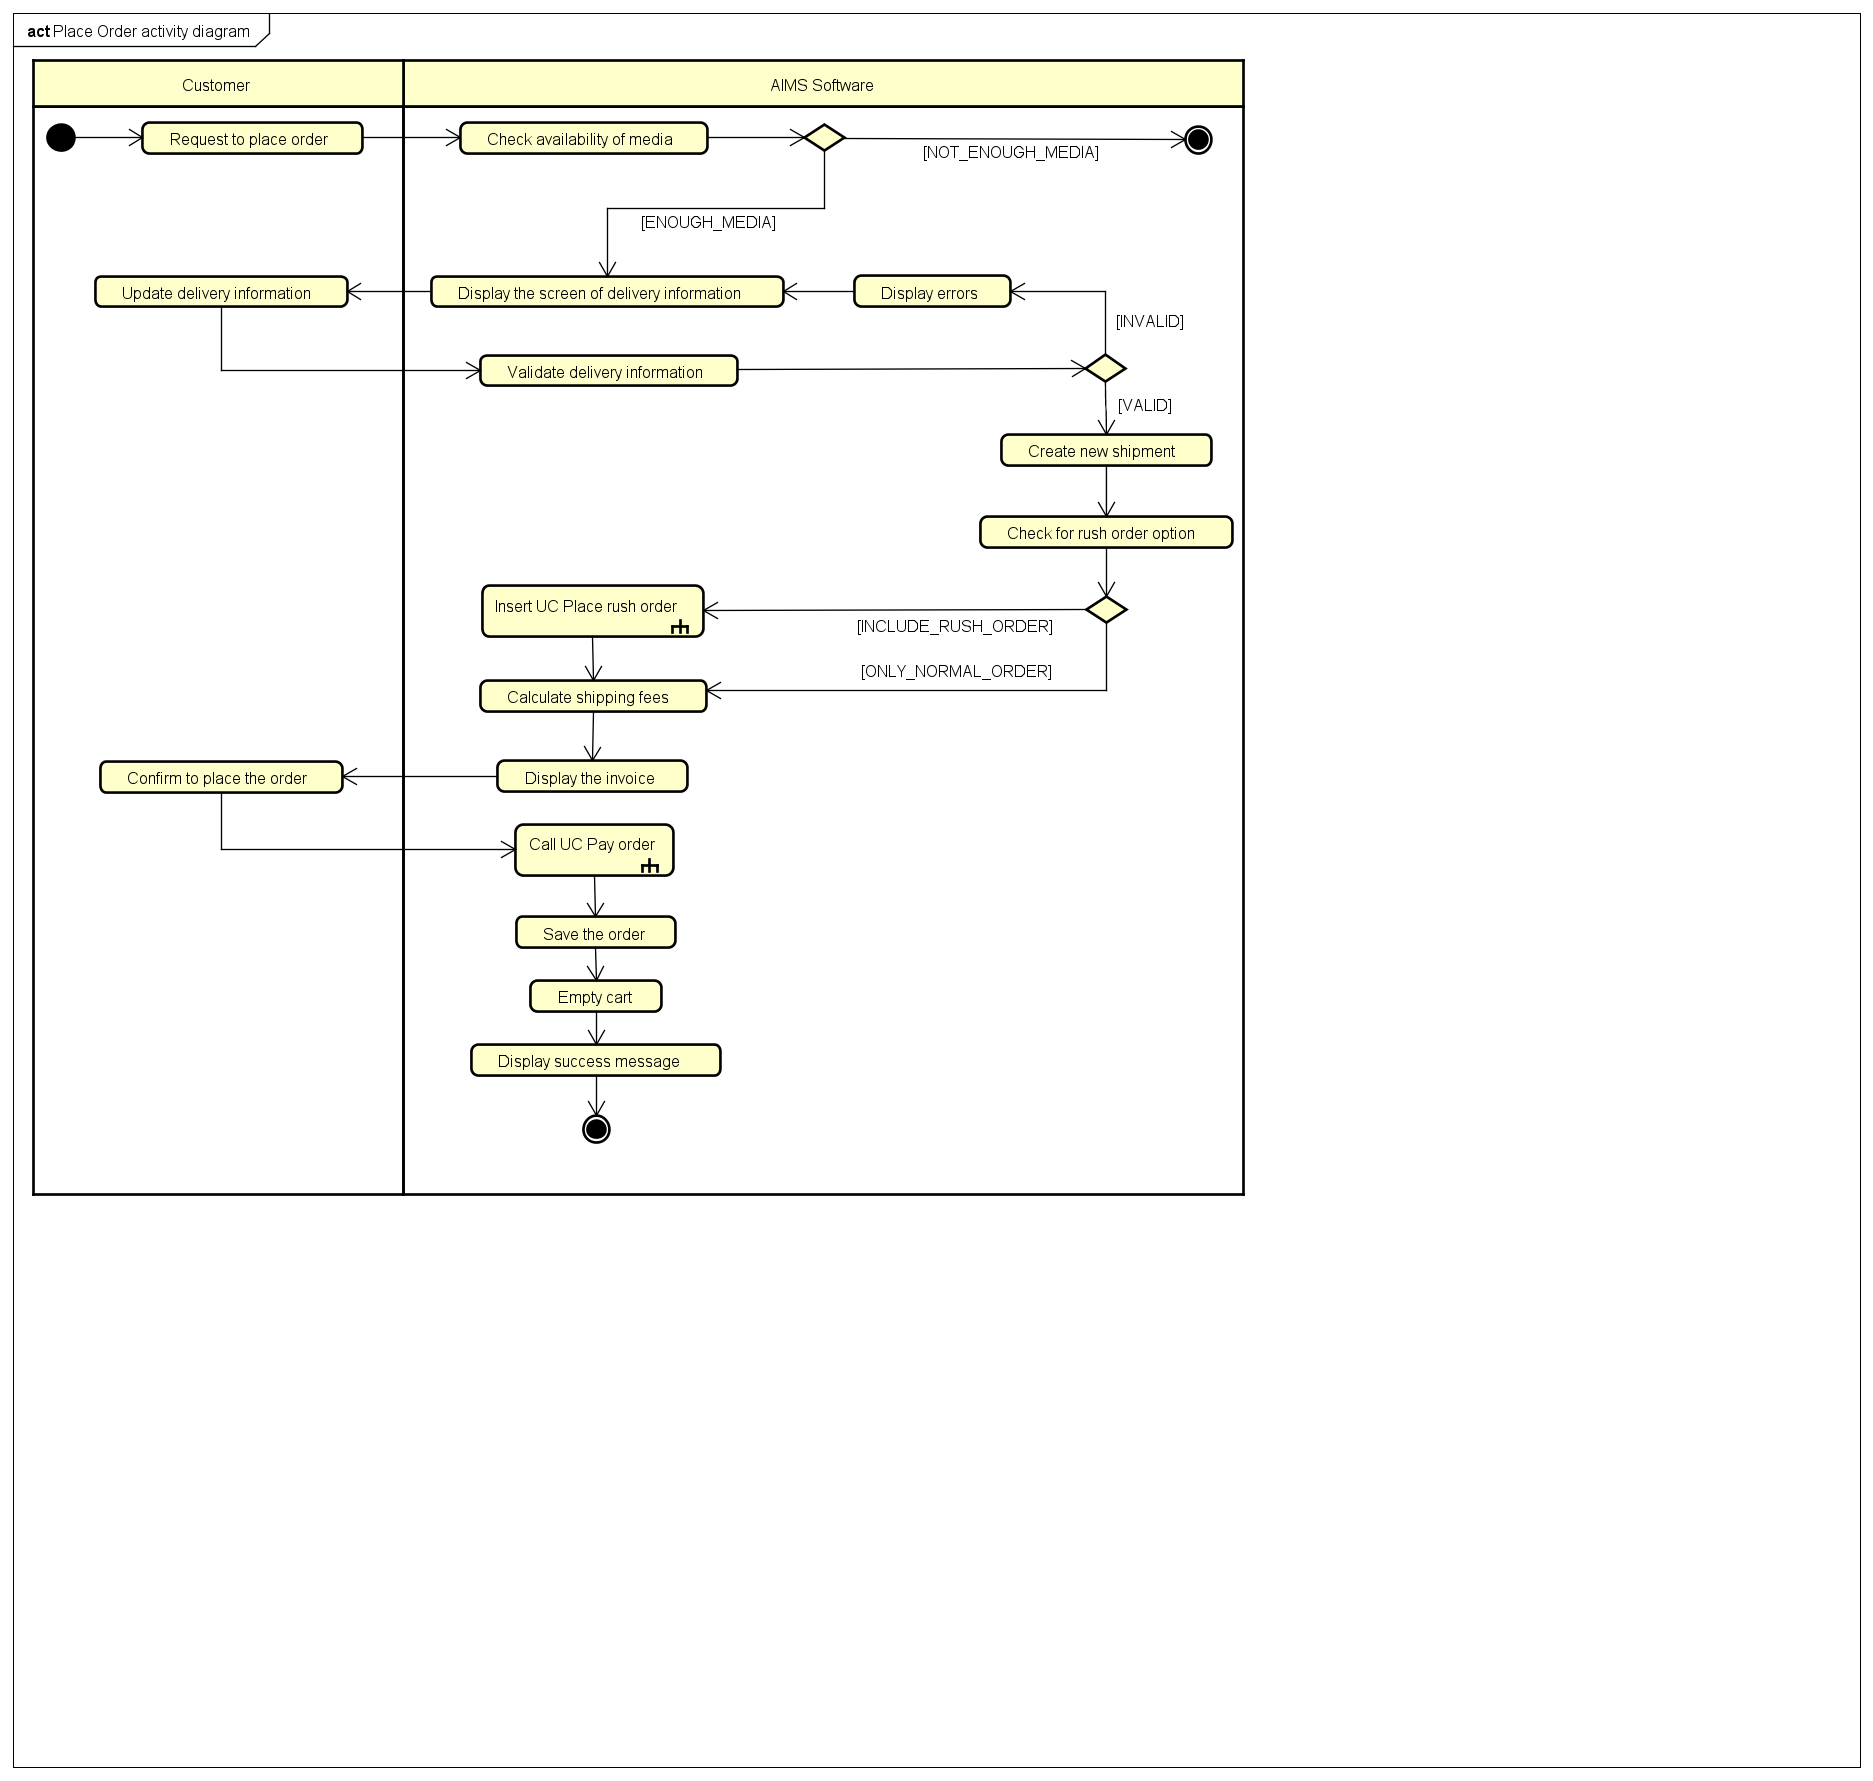 act Place Order activity diagram
Customer
AIMS Software
Request to place order
Check availability of media
[NOT_ENOUGH_MEDIA]
[ENOUGH_MEDIA]
Update delivery information
Display the screen of delivery information
Display errors
[INVALID]
Validate delivery information
[VALID]
Create new shipment
Check for rush order option
Insert UC Place rush order
[INCLUDE_RUSH_ORDER]
[ONLY_NORMAL_ORDER]
Calculate shipping fees
Confirm to place the order
Display the invoice
Call UC Pay order
Save the order
Empty cart
Display success message